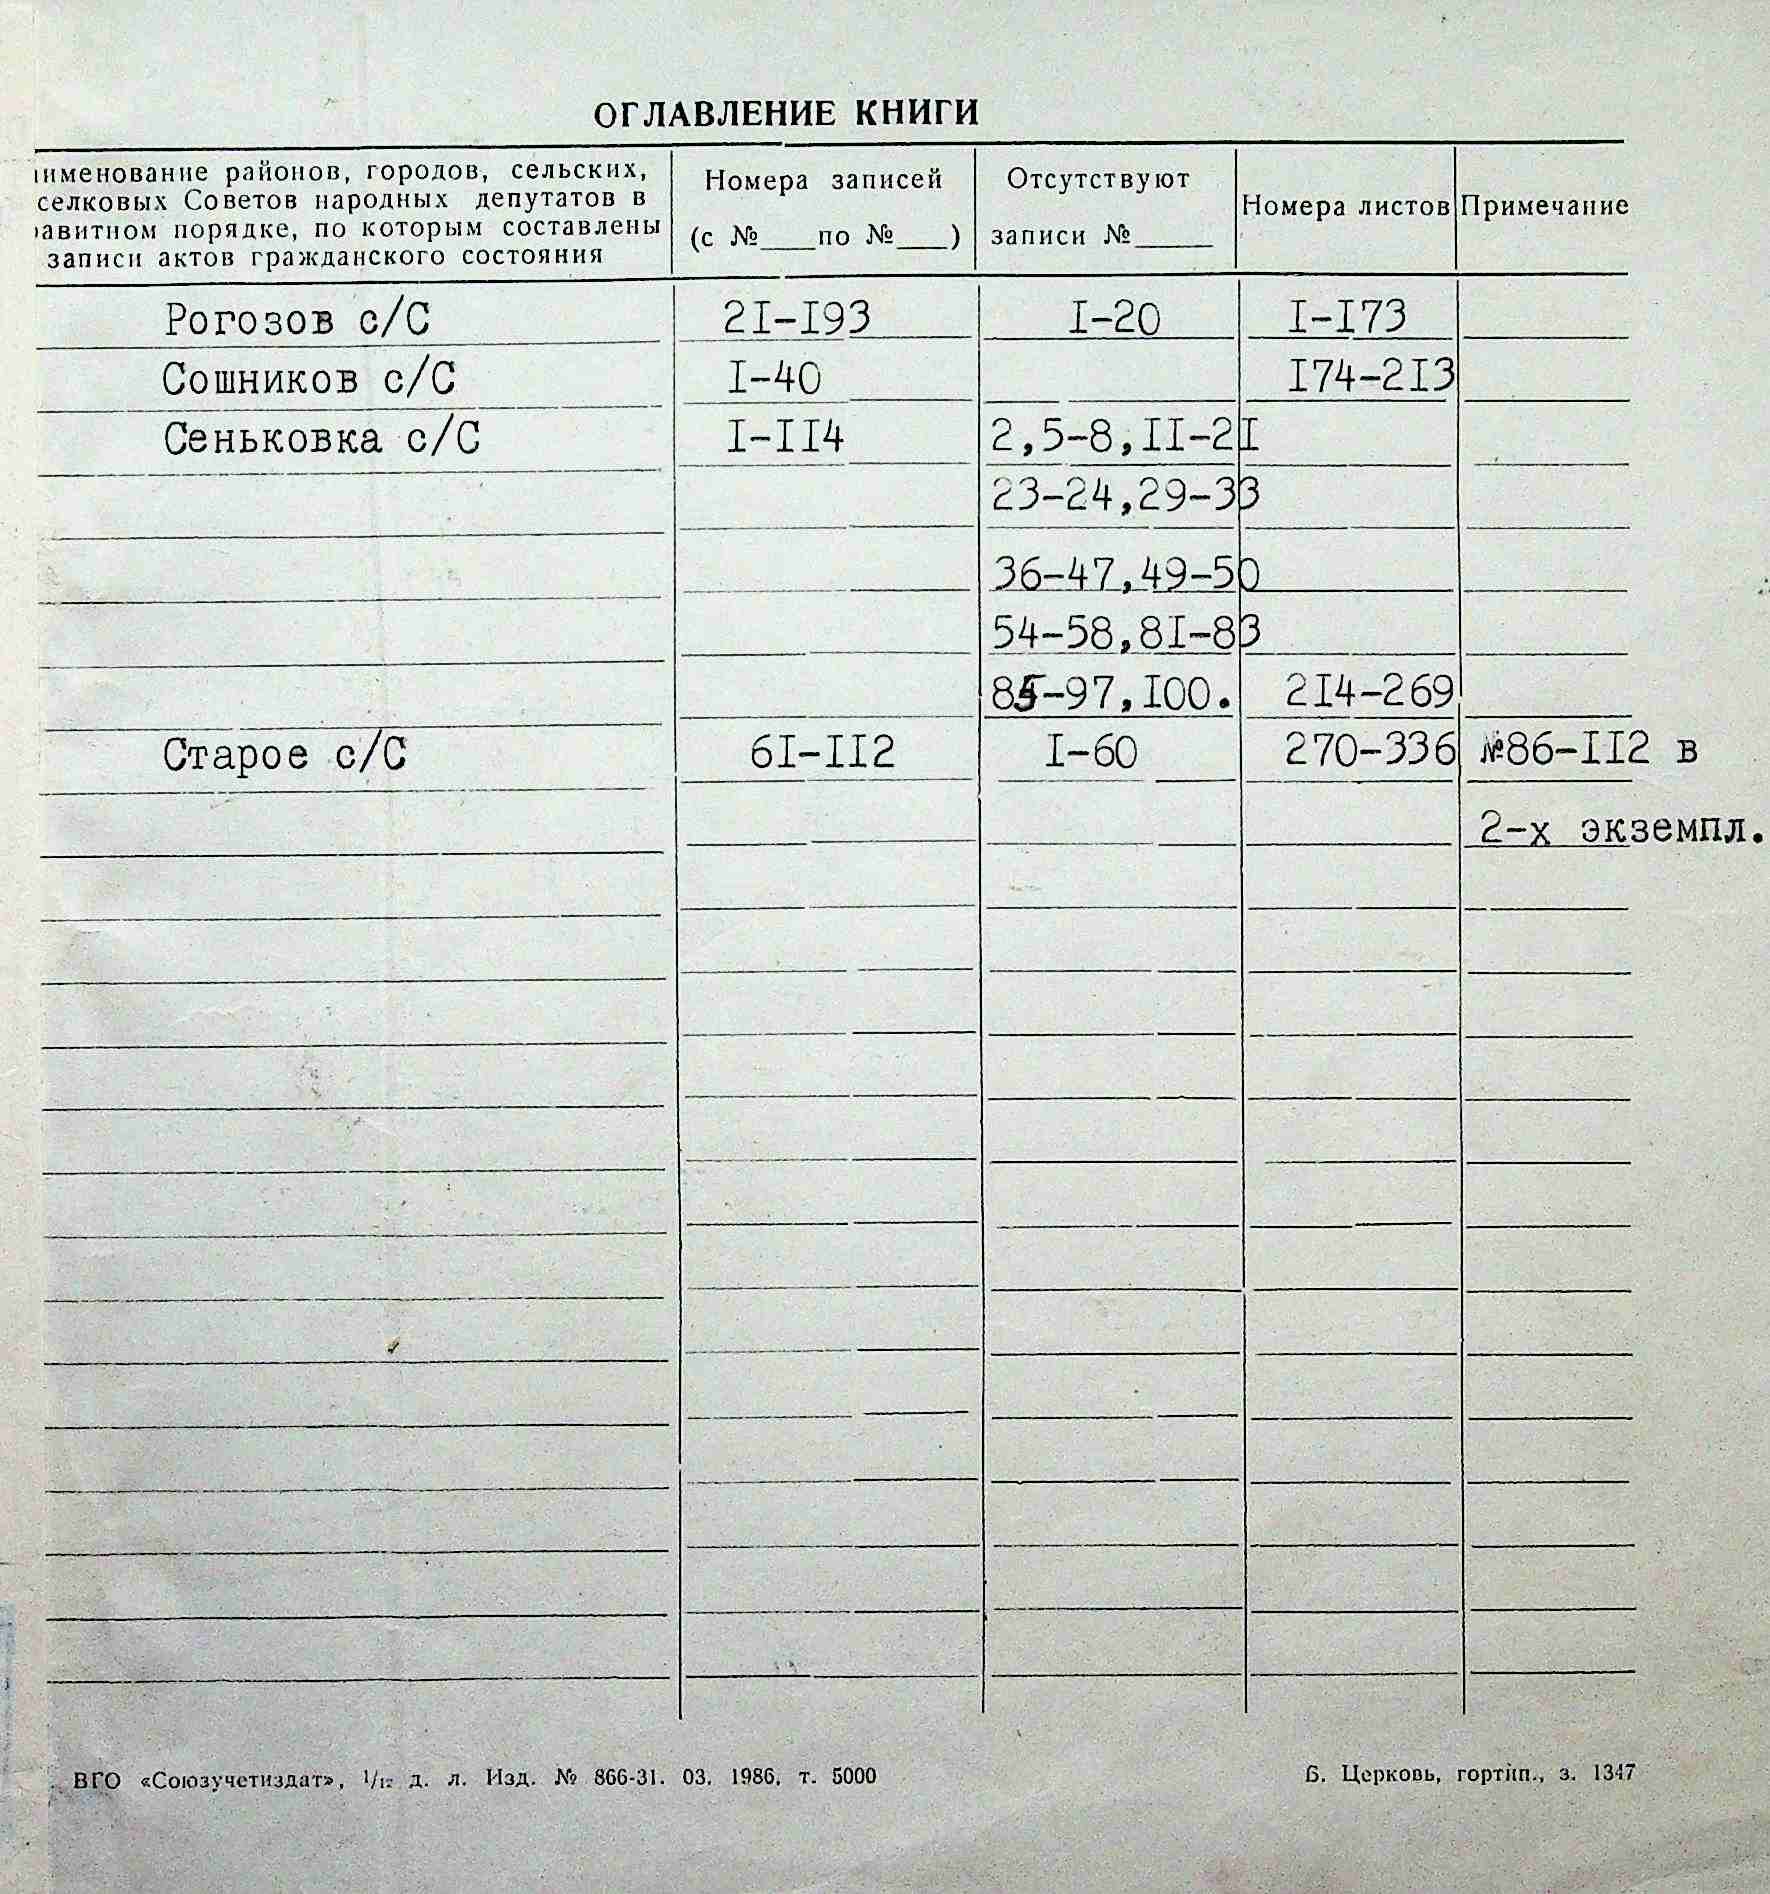 ОГЛАВЛЕНИЕ КНИГИ
именование районов, городов, сельских,
селковых Советов народных депутатов в
авитном порядке, по которым составлены
записи актов гражданского состояния
Номера записей
(с №___по №___)
Отсутствуют
записи №_____
Номера листов
Примечание
Рогозов с/С 2I-I93 I-20 I-I73
Сошников с/С I-40 I74-2I3
Сеньковка с/С I-II4 2,5-8,II-2I
23-24,29-33
36-47,49-50
54-58,8I-83
85-97,I00. 2I4-269
Старое с/С 6I-II2 I-60 270-336 №86-II2 в
2-х экземпл.
ВГО «Союзучетиздат», 1/12 д. л. Изд. № 866-31. 03. 1986. т. 5000
Б. Церковь, гортип., з. 1347